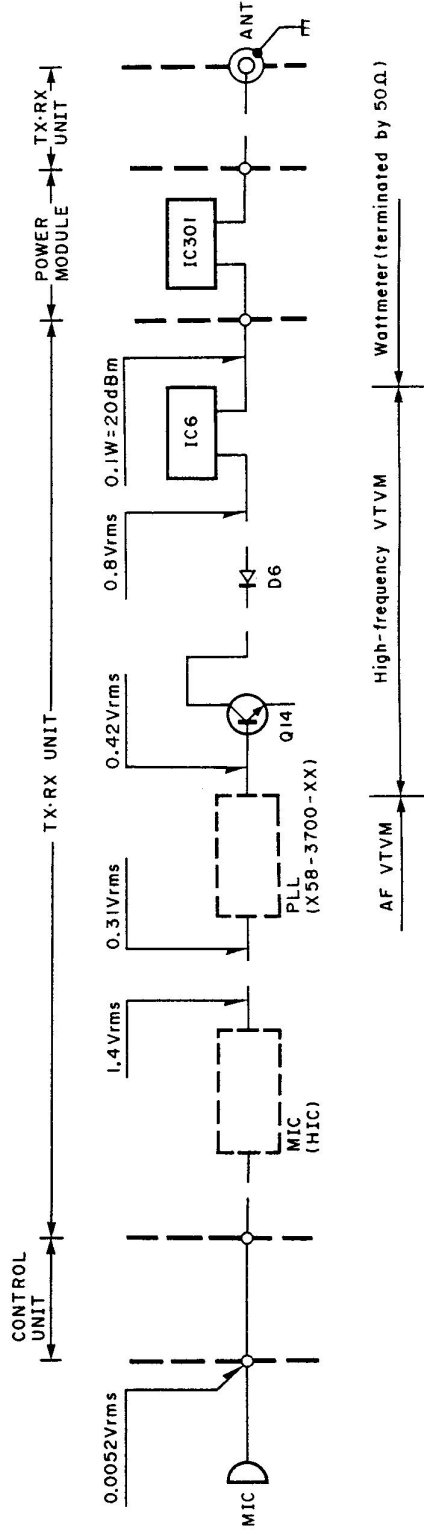 CONTROL
UNIT
TX·RX UNIT
POWER
MODULE
TX·RX
UNIT
0.0052Vrms
1.4Vrms
0.31Vrms
0.42Vrms
0.8Vrms
0.1W=20dBm
MIC
MIC
(HIC)
PLL
(X58-3700-XX)
Q14
D6
IC6
IC301
ANT
AF VTVM
High-frequency VTVM
Wattmeter(terminated by 50Ω)